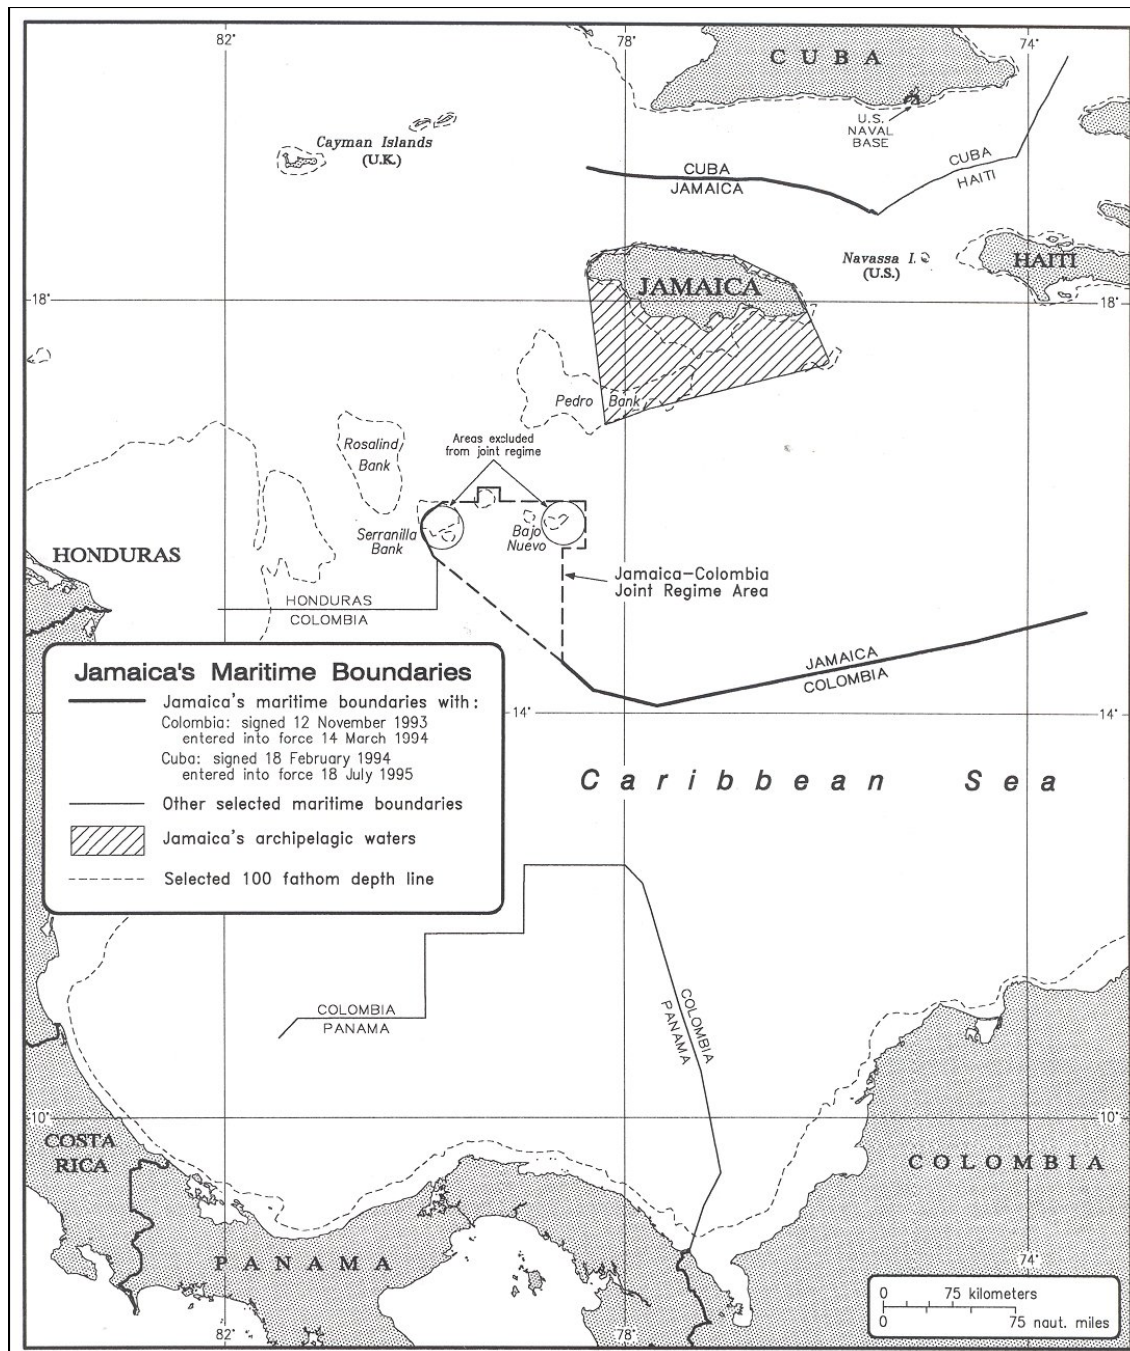 82°
78°
74°
CUBA
U.S.
NAVAL
BASE
Cayman Islands
(U.K.)
CUBA
JAMAICA
CUBA
HAITI
Navassa I.
(U.S.)
HAITI
JAMAICA
18°
18°
Pedro Bank
Rosalind
Bank
Areas excluded
from joint regime
Serranilla
Bank
Bajo
Nuevo
HONDURAS
Jamaica–Colombia
Joint Regime Area
HONDURAS
COLOMBIA
JAMAICA
COLOMBIA
Jamaica's Maritime Boundaries
Jamaica's maritime boundaries with:
Colombia: signed 12 November 1993
entered into force 14 March 1994
Cuba: signed 18 February 1994
entered into force 18 July 1995
Other selected maritime boundaries
Jamaica's archipelagic waters
Selected 100 fathom depth line
14°
14°
Caribbean Sea
COLOMBIA
PANAMA
COLOMBIA
PANAMA
10°
10°
COSTA
RICA
COLOMBIA
PANAMA
74°
0 75 kilometers
0 75 naut. miles
82°
78°